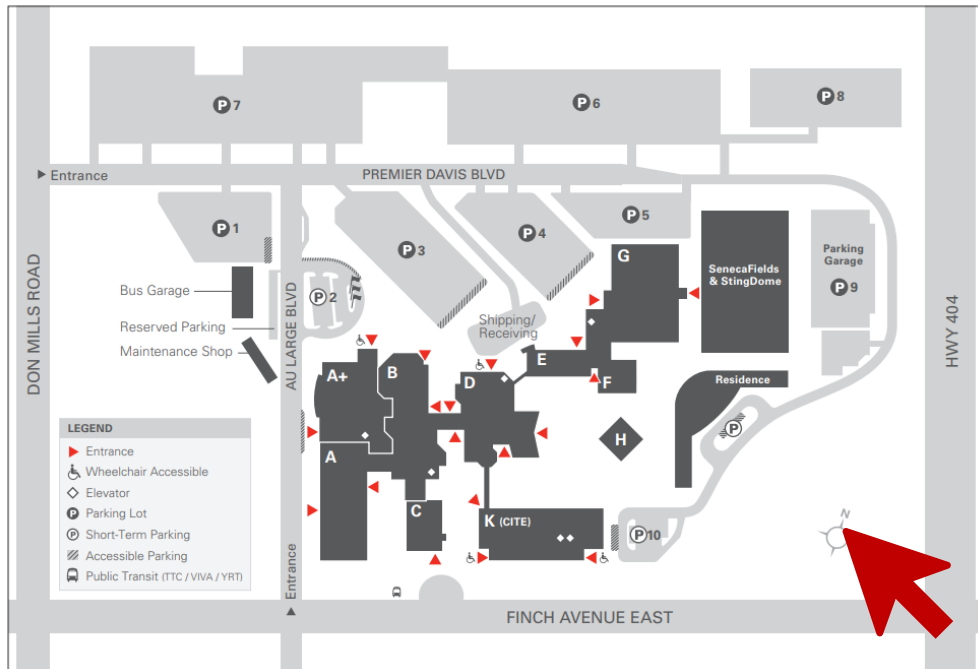 P 7
P 6
P 8
Entrance
PREMIER DAVIS BLVD
P 1
P 3
P 4
P 5
G
SenecaFields
& StingDome
Parking
Garage
P 9
DON MILLS ROAD
HWY 404
Bus Garage
P 2
Reserved Parking
AU LARGE BLVD
Maintenance Shop
Shipping/
Receiving
A+
B
D
E
F
Residence
P
H
LEGEND
Entrance
Wheelchair Accessible
Elevator
P Parking Lot
P Short-Term Parking
Accessible Parking
Public Transit (TTC / VIVA / YRT)
A
C
K (CITE)
P 10
N
Entrance
FINCH AVENUE EAST